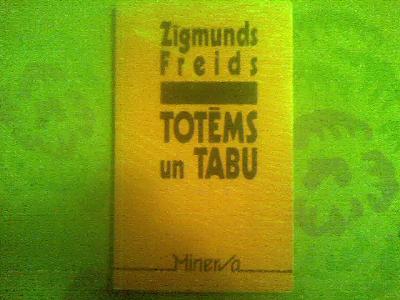 Zigmunds
Freids
TOTĒMS
un TABU
Minerva